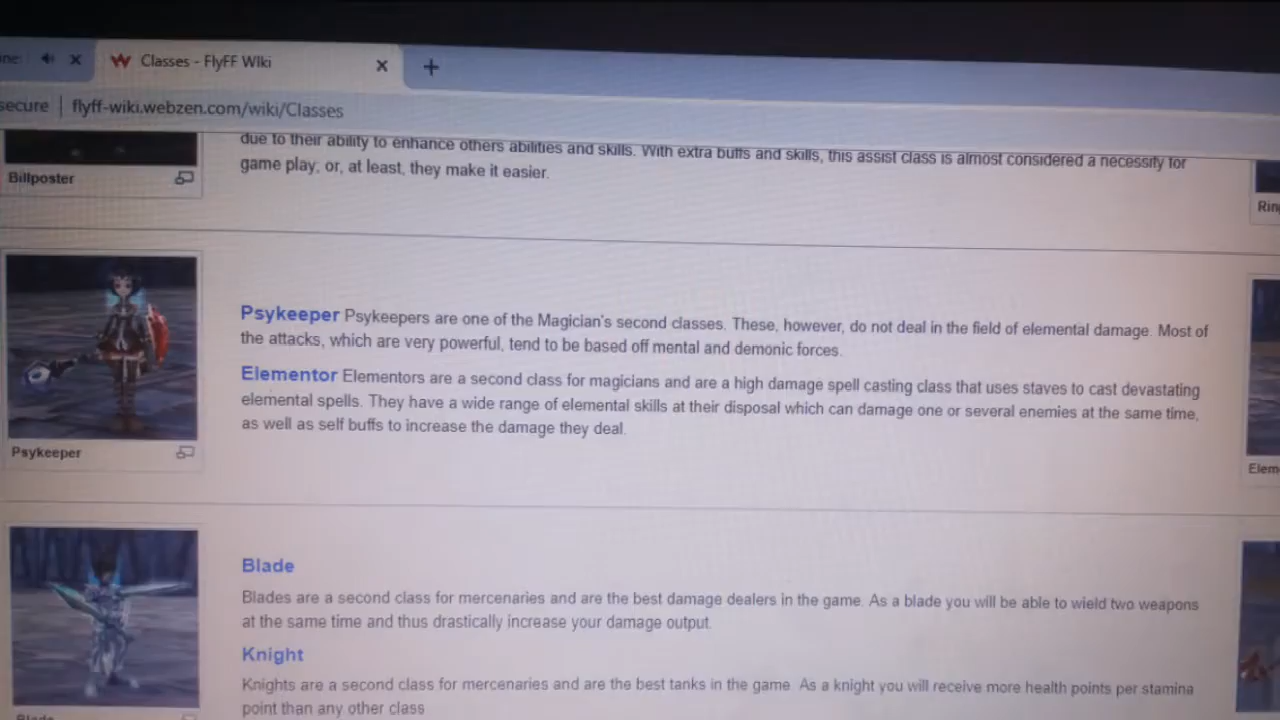 Classes - FlyFF Wiki
secure | flyff-wiki.webzen.com/wiki/Classes
due to their ability to enhance others abilities and skills. With extra buffs and skills, this assist class is almost considered a necessity for
game play; or, at least, they make it easier.
Billposter
Psykeeper Psykeepers are one of the Magician's second classes. These, however, do not deal in the field of elemental damage. Most of
the attacks, which are very powerful, tend to be based off mental and demonic forces.
Elementor Elementors are a second class for magicians and are a high damage spell casting class that uses staves to cast devastating
elemental spells. They have a wide range of elemental skills at their disposal which can damage one or several enemies at the same time,
as well as self buffs to increase the damage they deal.
Psykeeper
Elem
Blade
Blades are a second class for mercenaries and are the best damage dealers in the game. As a blade you will be able to wield two weapons
at the same time and thus drastically increase your damage output.
Knight
Knights are a second class for mercenaries and are the best tanks in the game. As a knight you will receive more health points per stamina
point than any other class
Blade